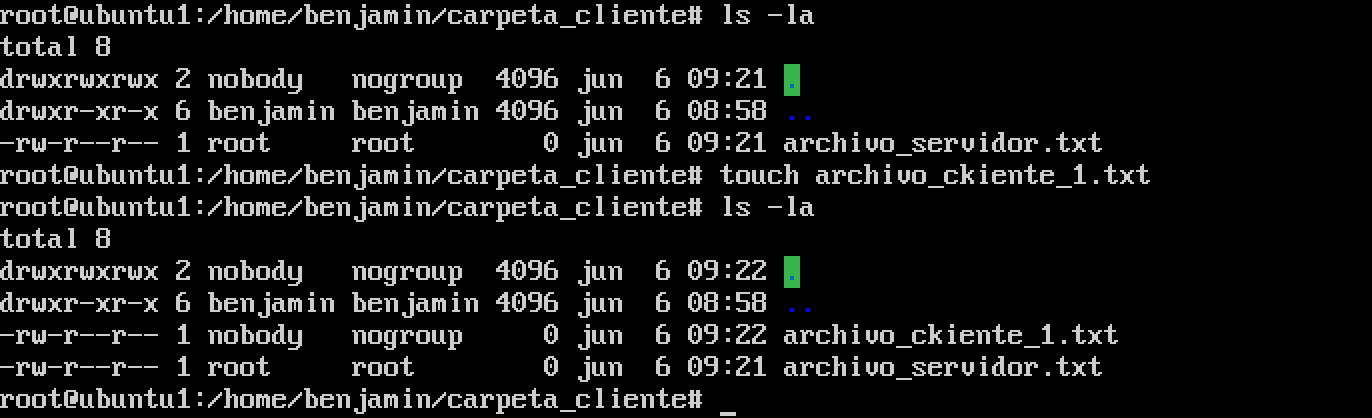 root@ubuntu1:/home/benjamin/carpeta_cliente# ls -la
total 8
drwxrwxrwx 2 nobody   nogroup  4096 jun  6 09:21 .
drwxr-xr-x 6 benjamin benjamin 4096 jun  6 08:58 ..
-rw-r--r-- 1 root     root        0 jun  6 09:21 archivo_servidor.txt
root@ubuntu1:/home/benjamin/carpeta_cliente# touch archivo_ckiente_1.txt
root@ubuntu1:/home/benjamin/carpeta_cliente# ls -la
total 8
drwxrwxrwx 2 nobody   nogroup  4096 jun  6 09:22 .
drwxr-xr-x 6 benjamin benjamin 4096 jun  6 08:58 ..
-rw-r--r-- 1 nobody   nogroup     0 jun  6 09:22 archivo_ckiente_1.txt
-rw-r--r-- 1 root     root        0 jun  6 09:21 archivo_servidor.txt
root@ubuntu1:/home/benjamin/carpeta_cliente# _